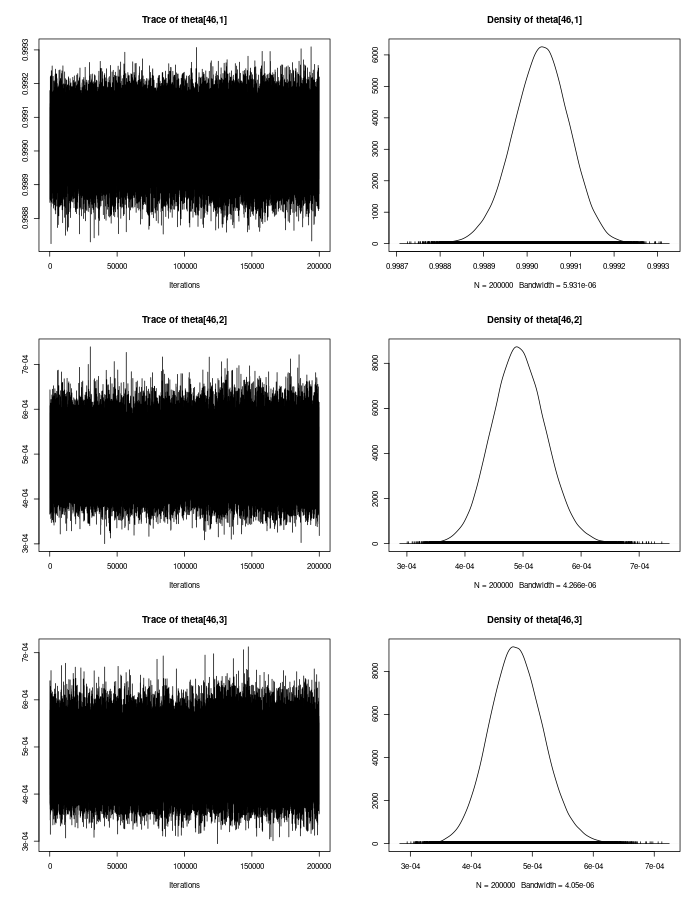 Trace of theta[46,1]
0.9988 0.9989 0.9990 0.9991 0.9992 0.9993
0 50000 100000 150000 200000
Iterations
Density of theta[46,1]
0 1000 2000 3000 4000 5000 6000
0.9987 0.9988 0.9989 0.9990 0.9991 0.9992 0.9993
N = 200000 Bandwidth = 5.931e-06
Trace of theta[46,2]
3e-04 4e-04 5e-04 6e-04 7e-04
0 50000 100000 150000 200000
Iterations
Density of theta[46,2]
0 2000 4000 6000 8000
3e-04 4e-04 5e-04 6e-04 7e-04
N = 200000 Bandwidth = 4.266e-06
Trace of theta[46,3]
3e-04 4e-04 5e-04 6e-04 7e-04
0 50000 100000 150000 200000
Iterations
Density of theta[46,3]
0 2000 4000 6000 8000
3e-04 4e-04 5e-04 6e-04 7e-04
N = 200000 Bandwidth = 4.05e-06